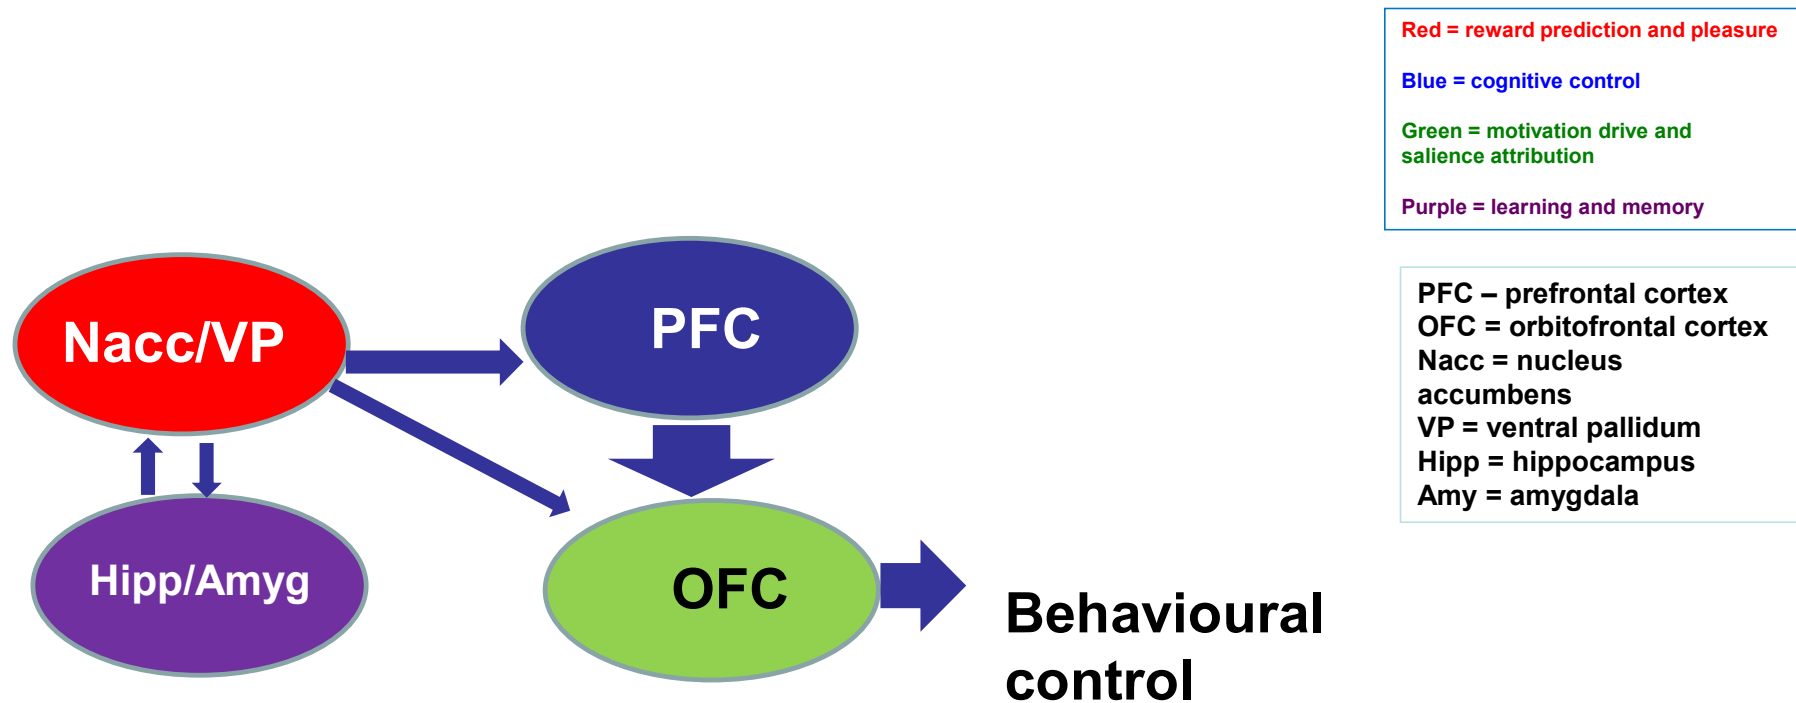 Red = reward prediction and pleasure
Blue = cognitive control
Green = motivation drive and
salience attribution
Purple = learning and memory
Nacc/VP
PFC
Hipp/Amyg
OFC
Behavioural
control
PFC – prefrontal cortex
OFC = orbitofrontal cortex
Nacc = nucleus
accumbens
VP = ventral pallidum
Hipp = hippocampus
Amy = amygdala